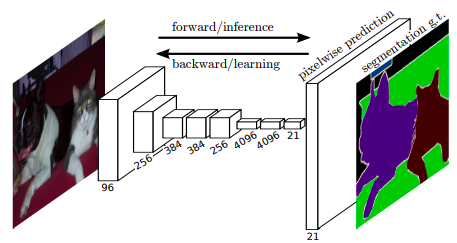 forward/inference
backward/learning
pixelwise prediction
segmentation g.t.
96
256
384
384
256
4096
4096
21
21